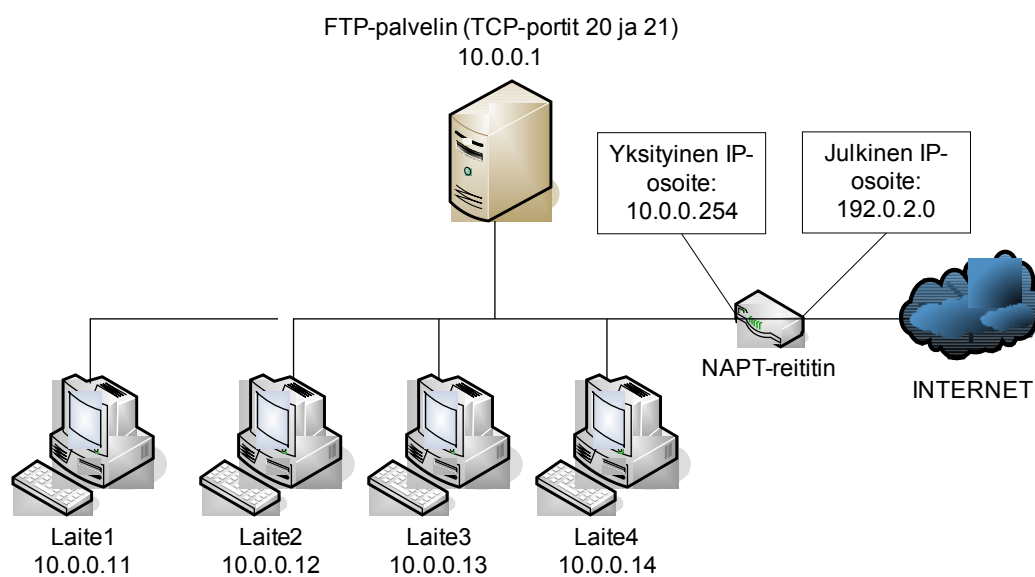 FTP-palvelin (TCP-portit 20 ja 21)
10.0.0.1
Yksityinen IP-
osoite:
10.0.0.254
Julkinen IP-
osoite:
192.0.2.0
NAPT-reititin
INTERNET
Laite1
10.0.0.11
Laite2
10.0.0.12
Laite3
10.0.0.13
Laite4
10.0.0.14